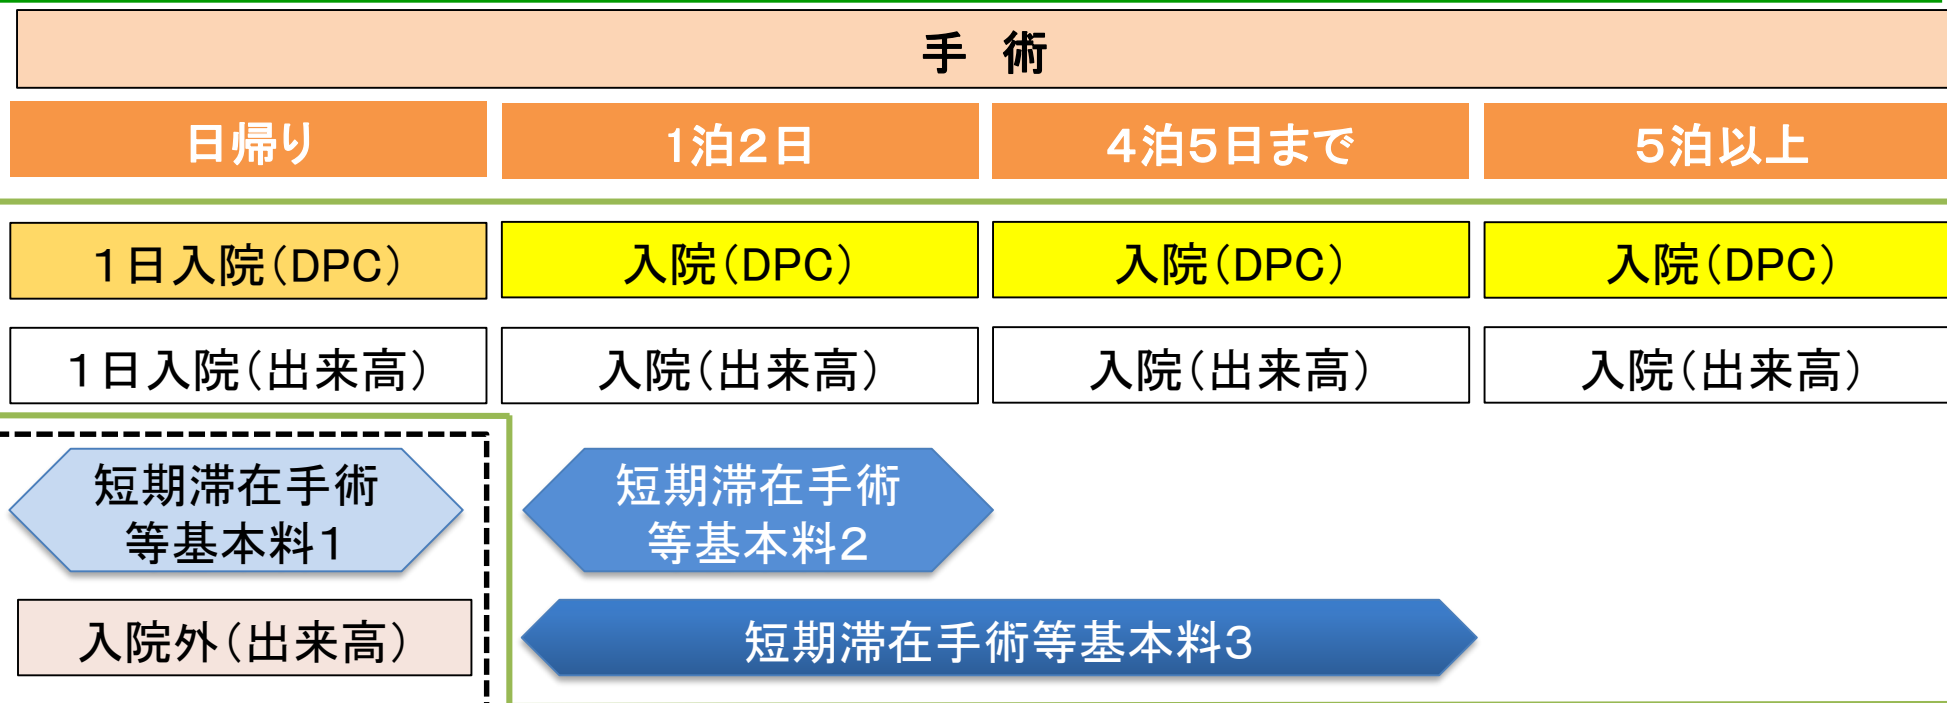 手 術
日帰り
1泊2日
4泊5日まで
5泊以上
1日入院(DPC)
入院(DPC)
入院(DPC)
入院(DPC)
1日入院(出来高)
入院(出来高)
入院(出来高)
入院(出来高)
短期滞在手術
等基本料1
短期滞在手術
等基本料2
入院外(出来高)
短期滞在手術等基本料3